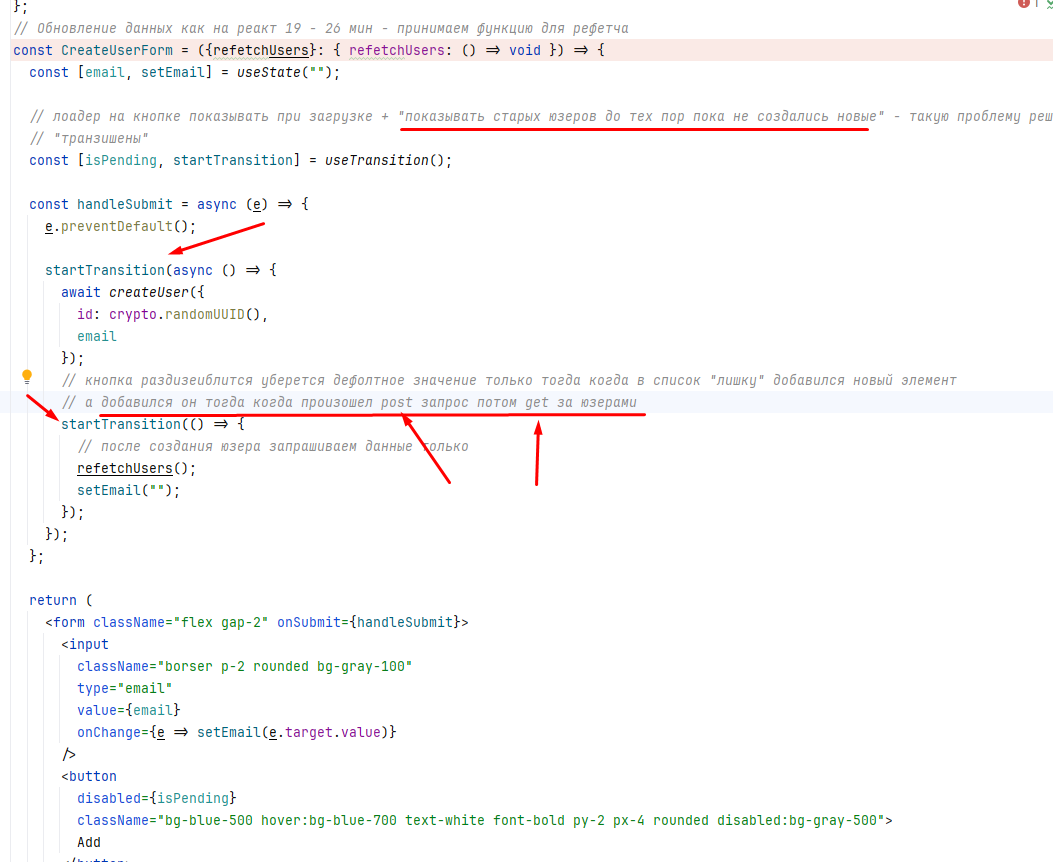 };
// Обновление данных как на реакт 19 - 26 мин - принимаем функцию для рефетча
const CreateUserForm = ({refetchUsers}: { refetchUsers: () => void }) => {
const [email, setEmail] = useState("");
// лоадер на кнопке показывать при загрузке + "показывать старых юзеров до тех пор пока не создались новые" - такую проблему реш
// "транзишены"
const [isPending, startTransition] = useTransition();
const handleSubmit = async (e) => {
e.preventDefault();
startTransition(async () => {
await createUser({
id: crypto.randomUUID(),
email
});
// кнопка раздизеиблится уберется дефолтное значение только тогда когда в список "лишку" добавился новый элемент
// а добавился он тогда когда произошел post запрос потом get за юзерами
startTransition(() => {
// после создания юзера запрашиваем данные только
refetchUsers();
setEmail("");
});
});
};
return (
<form className="flex gap-2" onSubmit={handleSubmit}>
<input
className="borser p-2 rounded bg-gray-100"
type="email"
value={email}
onChange={e => setEmail(e.target.value)}
/>
<button
disabled={isPending}
className="bg-blue-500 hover:bg-blue-700 text-white font-bold py-2 px-4 rounded disabled:bg-gray-500">
Add